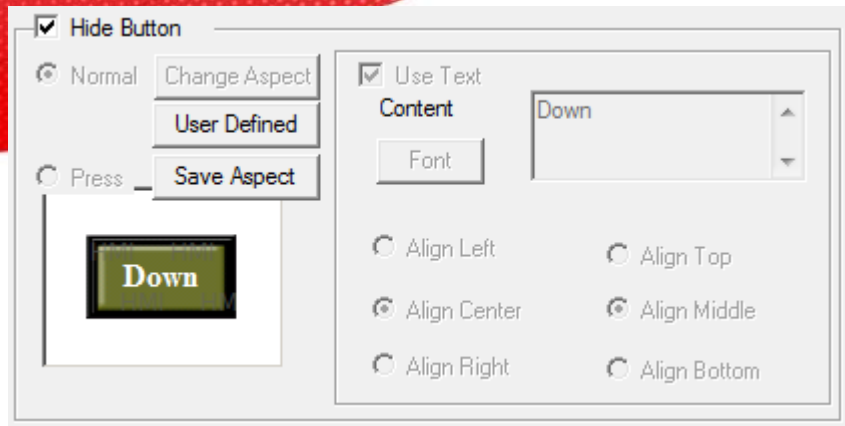 Hide Button
Normal Change Aspect
User Defined
Press Save Aspect
Down
Use Text
Content Down
Font
Align Left Align Top
Align Center Align Middle
Align Right Align Bottom